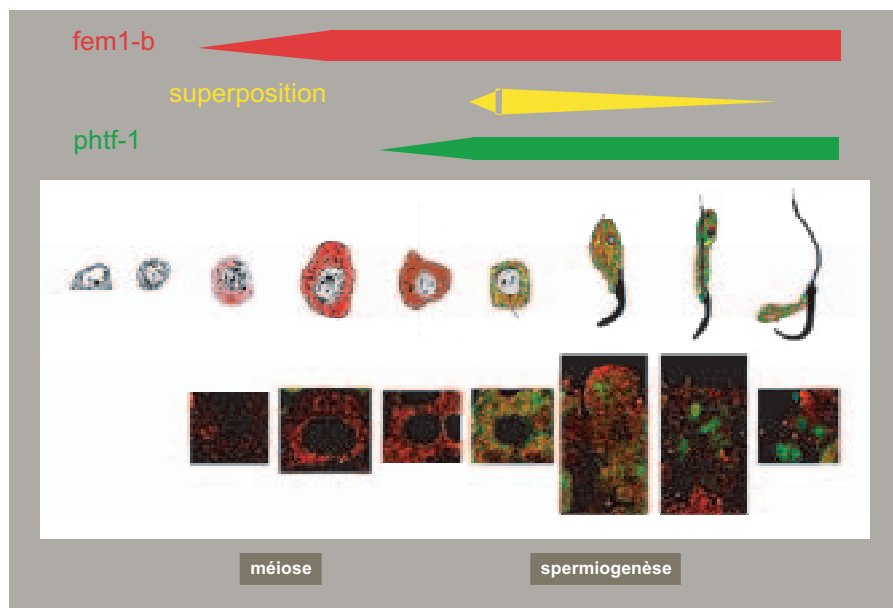 fem1-b
superposition
phtf-1
méiose
spermiogenèse